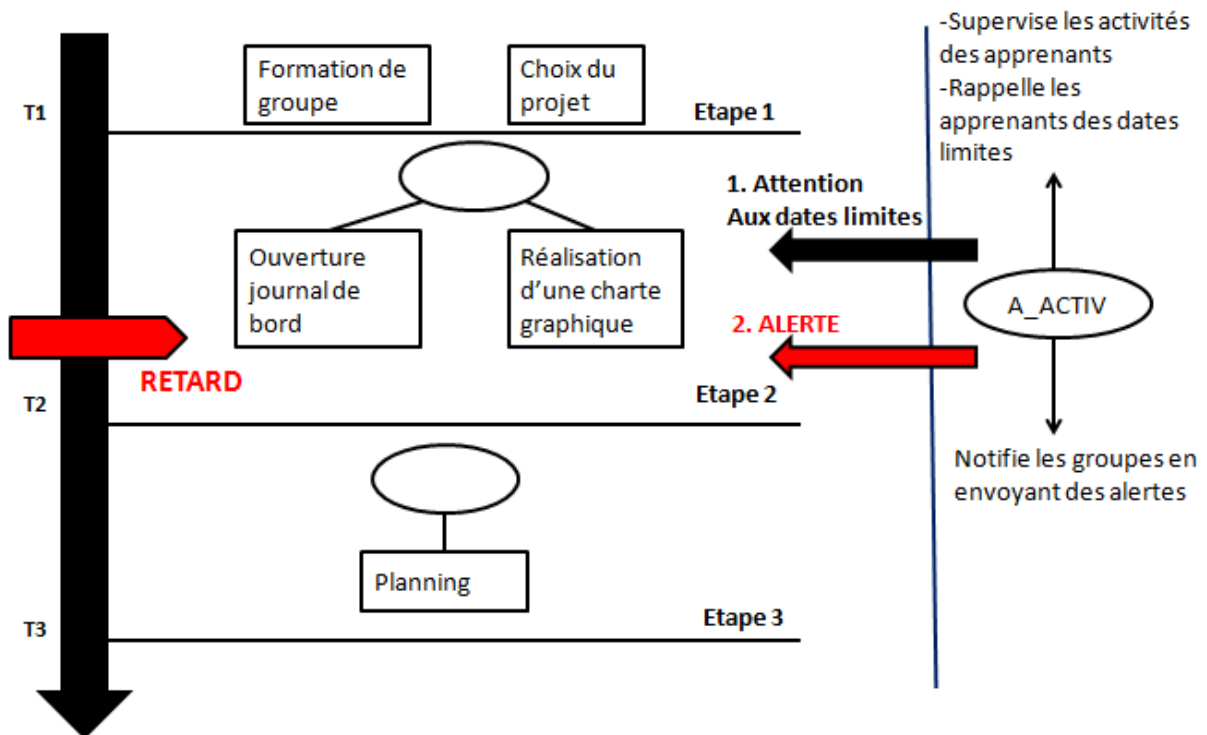 T1
Formation de
groupe
Choix du
projet
Etape 1
-Supervise les activités
des apprenants
-Rappelle les
apprenants des dates
limites
1. Attention
Aux dates limites
Ouverture
journal de
bord
Réalisation
d'une charte
graphique
2. ALERTE
A_ACTIV
RETARD
T2
Etape 2
Notifie les groupes en
envoyant des alertes
Planning
T3
Etape 3